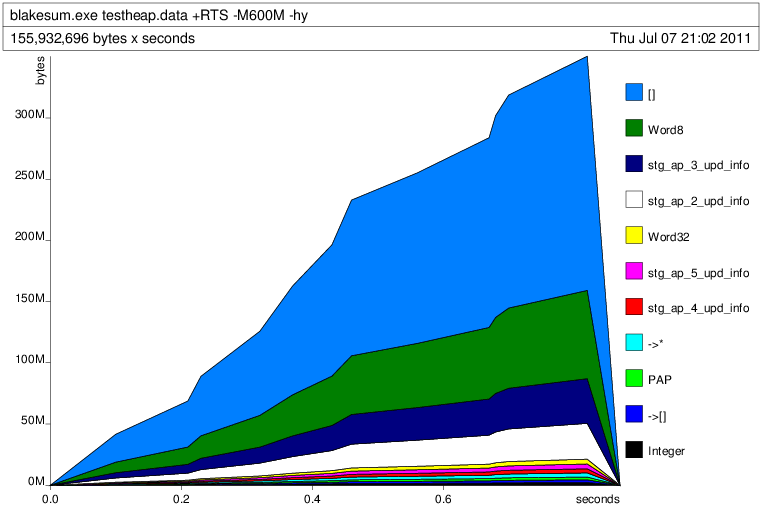 blakesum.exe testheap.data +RTS -M600M -hy
155,932,696 bytes x seconds
Thu Jul 07 21:02 2011
bytes
300M
250M
200M
150M
100M
50M
0M
0.0
0.2
0.4
0.6
seconds
[]
Word8
stg_ap_3_upd_info
stg_ap_2_upd_info
Word32
stg_ap_5_upd_info
stg_ap_4_upd_info
->*
PAP
->[]
Integer